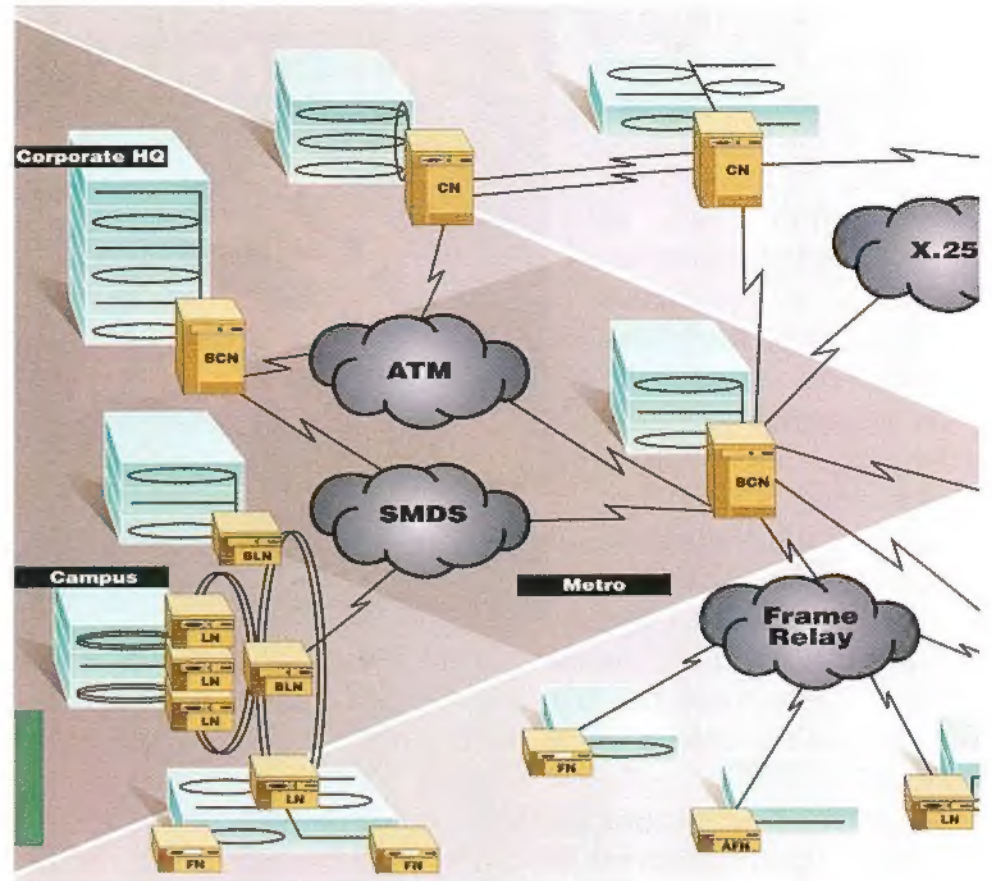 Corporate HQ
CN
CN
X.25
BCN
ATM
BCN
SMDS
BLN
Campus
Metro
LN
LN
BLN
LN
Frame
Relay
FN
LN
FN
FN
AFN
LN